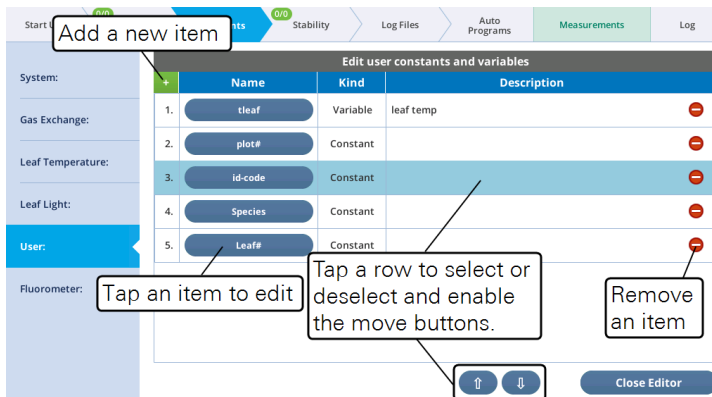 Start
0/0
nts
0/0
Stability
Log Files
Auto
Programs
Measurements
Log
Add a new item
Edit user constants and variables
+ Name Kind Description
System:
Gas Exchange:
Leaf Temperature:
Leaf Light:
User:
Fluorometer:
1. tleaf Variable leaf temp
2. plot# Constant
3. id-code Constant
4. Species Constant
5. Leaf# Constant
Tap an item to edit
Tap a row to select or
deselect and enable
the move buttons.
Remove
an item
⇧ ⇩
Close Editor